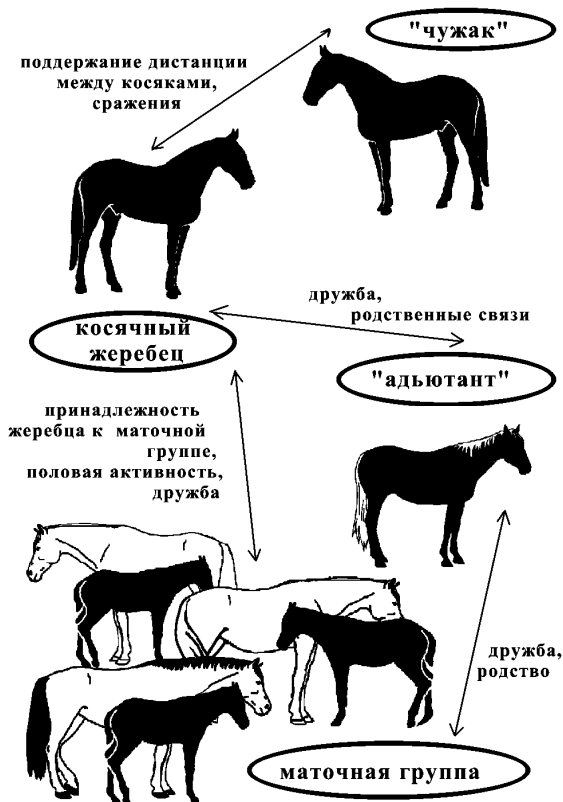 "чужак"
поддержание дистанции
между косяками,
сражения
дружба,
родственные связи
косячный
жеребец
"адьютант"
принадлежность
жеребца к маточной
группе,
половая активность,
дружба
дружба,
родство
маточная группа